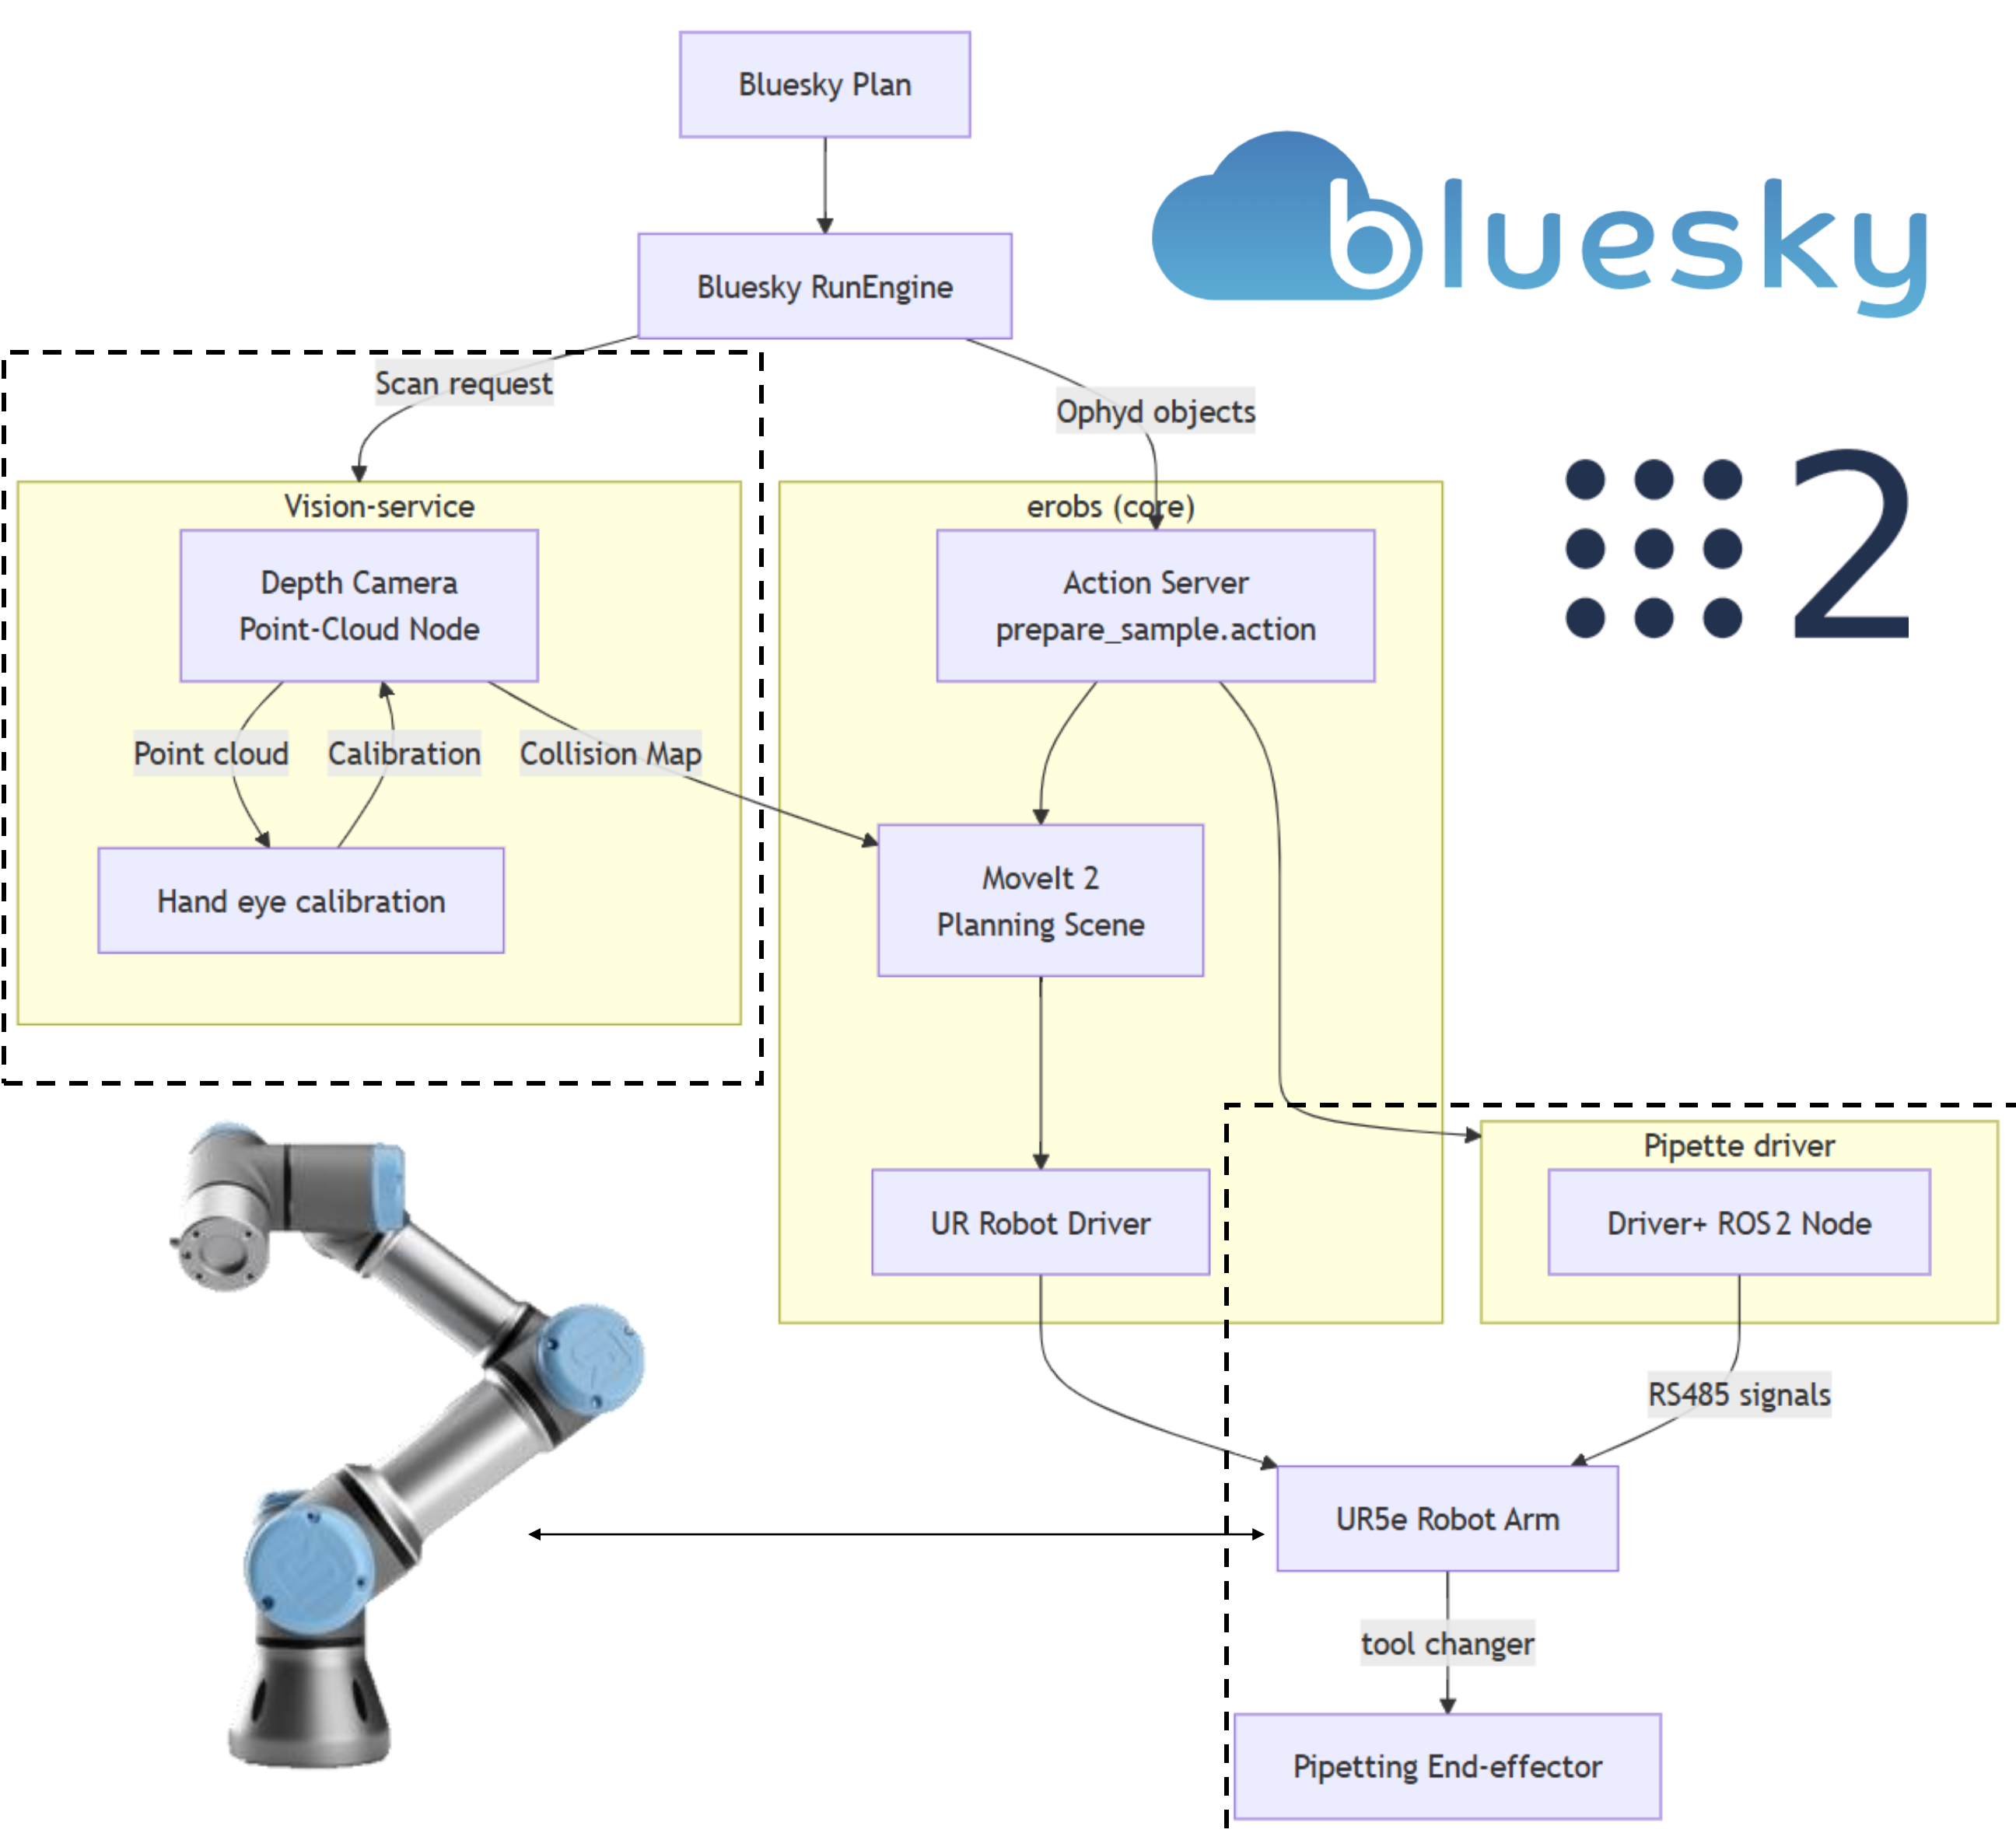 Bluesky Plan
bluesky
Bluesky RunEngine
Scan request
Ophyd objects
2
Vision-service
erobs (core)
Depth Camera
Point-Cloud Node
Action Server
prepare_sample.action
Point cloud
Calibration
Collision Map
MoveIt 2
Planning Scene
Hand eye calibration
Pipette driver
UR Robot Driver
Driver+ ROS2 Node
RS485 signals
UR5e Robot Arm
tool changer
Pipetting End-effector